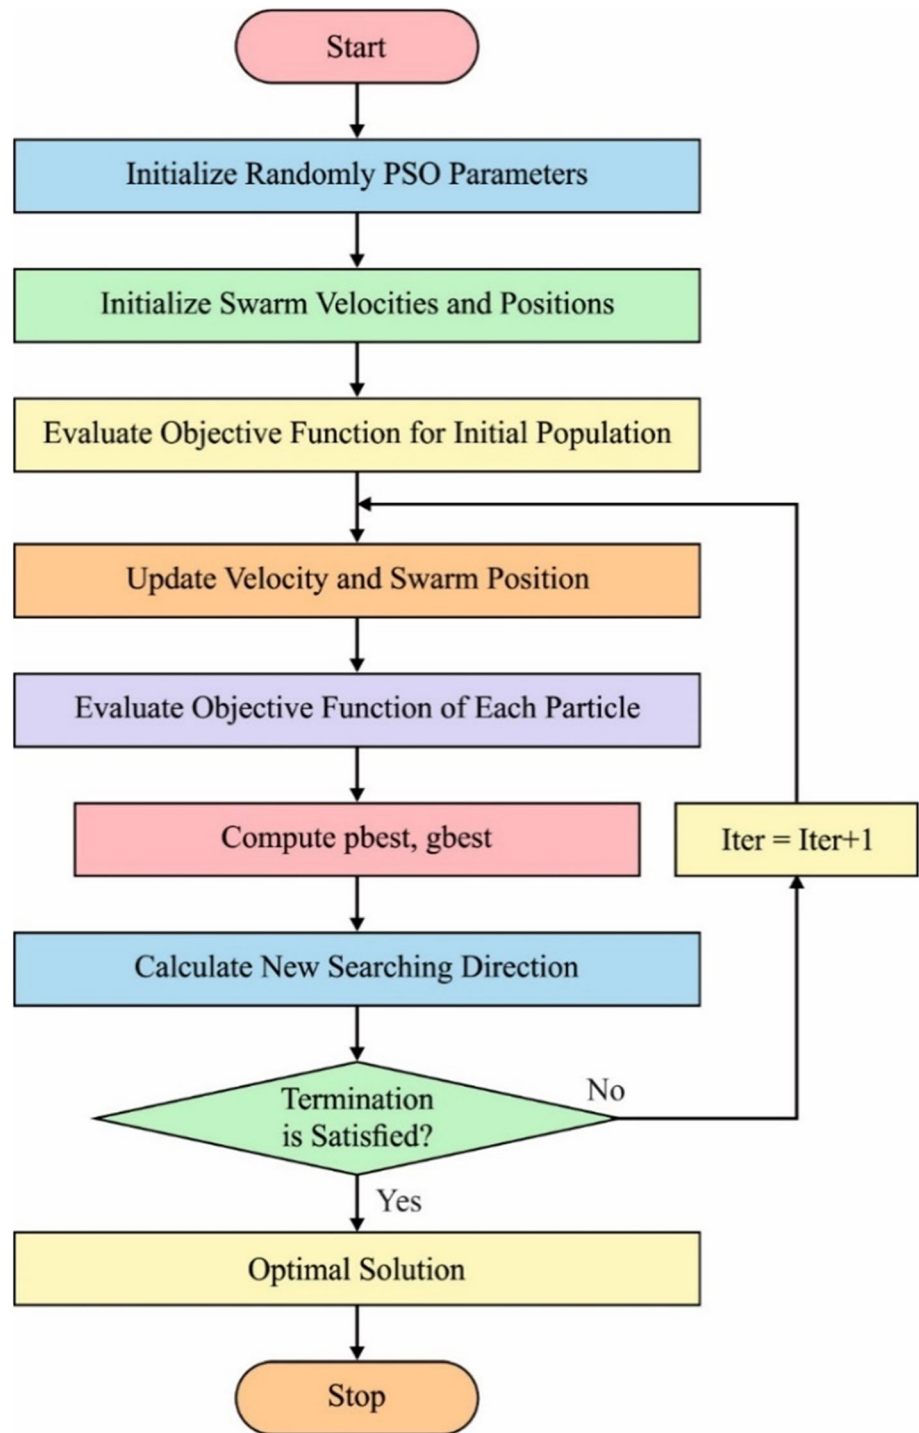 Start
Initialize Randomly PSO Parameters
Initialize Swarm Velocities and Positions
Evaluate Objective Function for Initial Population
Update Velocity and Swarm Position
Evaluate Objective Function of Each Particle
Compute pbest, gbest
Iter = Iter+1
Calculate New Searching Direction
Termination
is Satisfied?
No
Yes
Optimal Solution
Stop